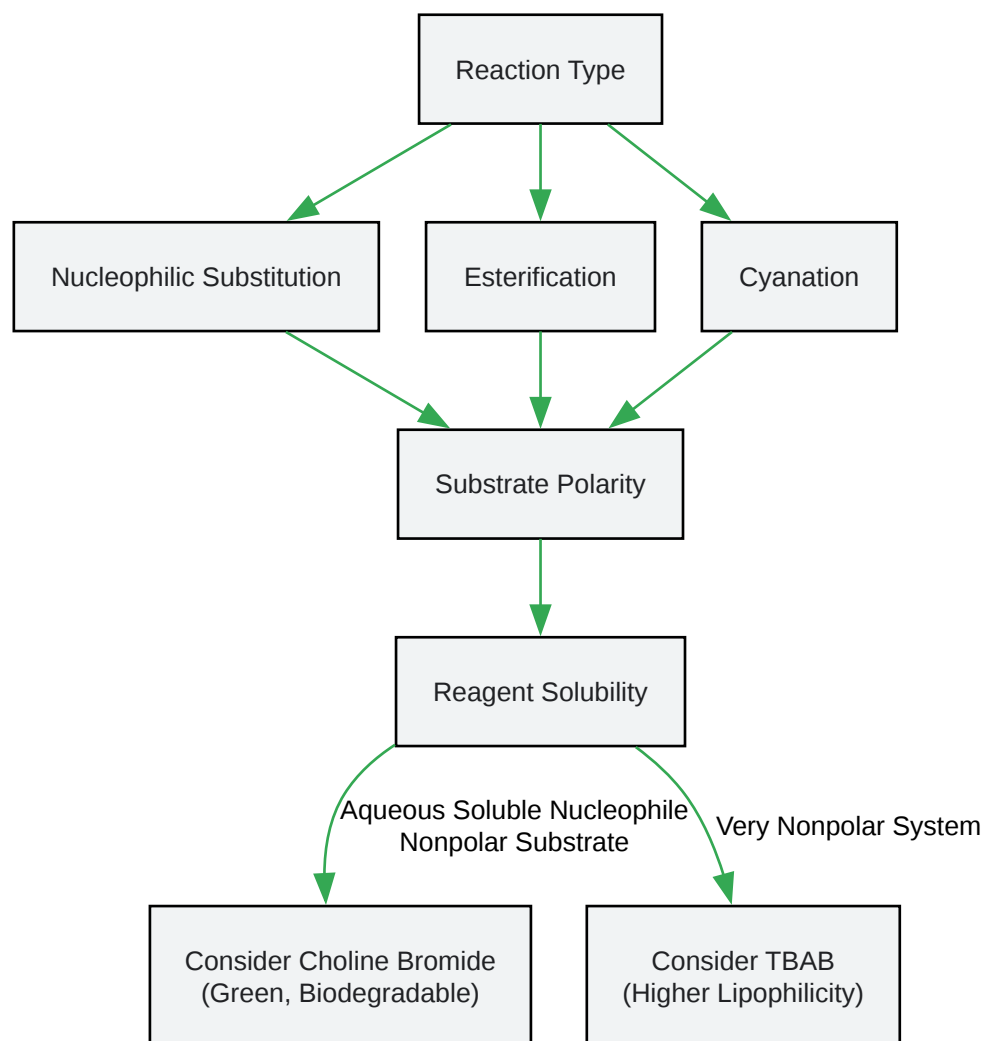 Reaction Type
Nucleophilic Substitution
Esterification
Cyanation
Substrate Polarity
Reagent Solubility
Aqueous Soluble Nucleophile
Nonpolar Substrate
Very Nonpolar System
Consider Choline Bromide
(Green, Biodegradable)
Consider TBAB
(Higher Lipophilicity)